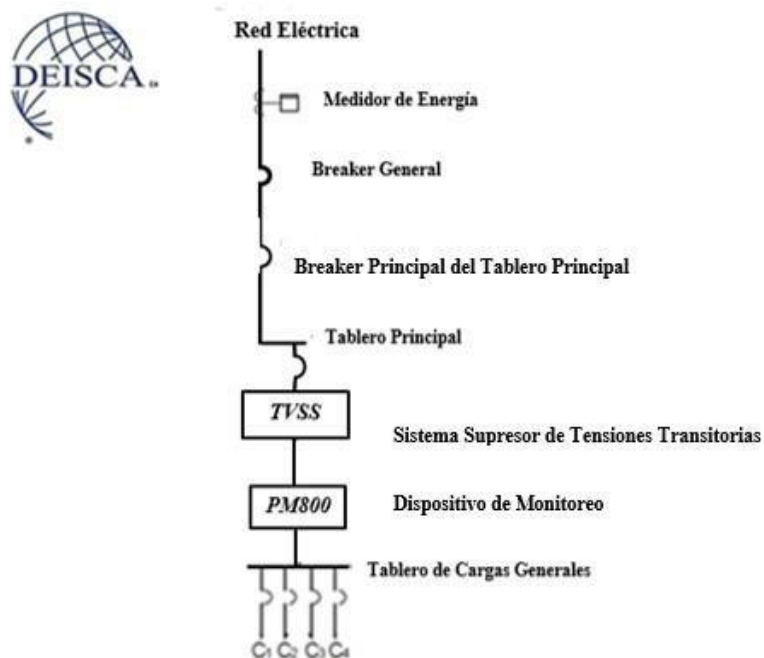 Red Eléctrica
DEISCA
Medidor de Energía
Breaker General
Breaker Principal del Tablero Principal
Tablero Principal
TVSS
Sistema Supresor de Tensiones Transitorias
PM800
Dispositivo de Monitoreo
Tablero de Cargas Generales
C1 C2 C3 C4